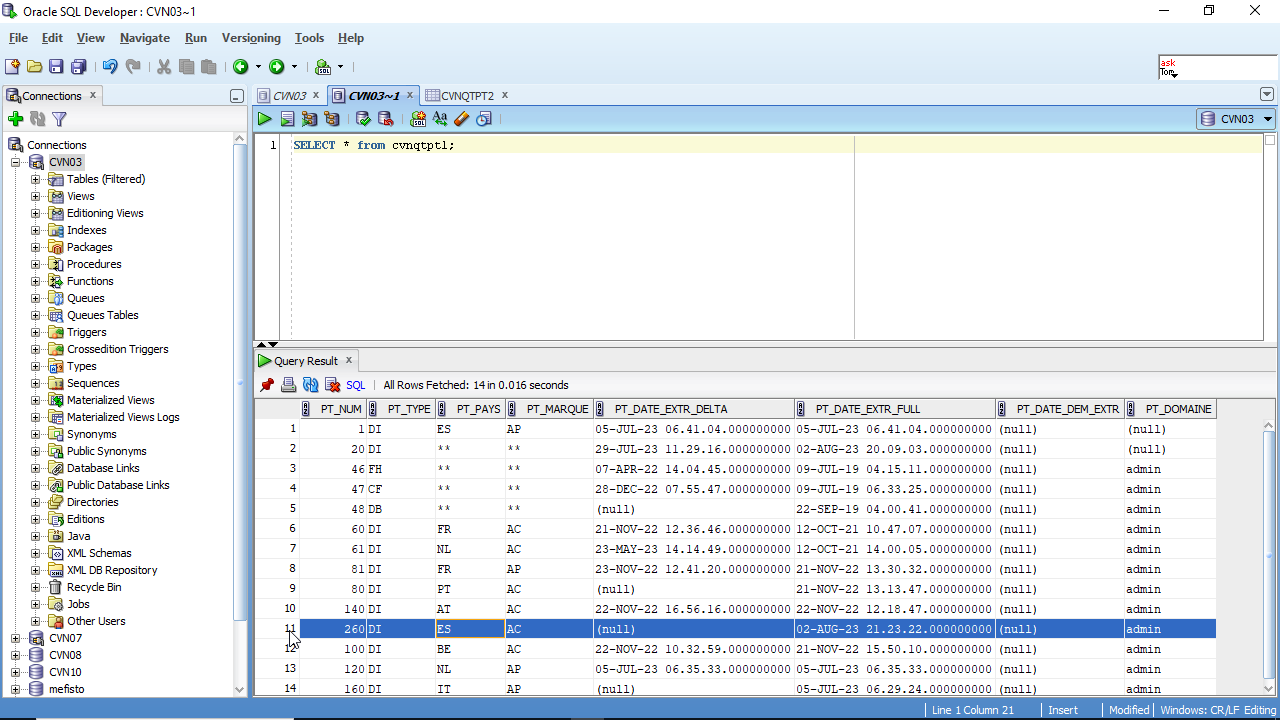 Oracle SQL Developer : CVN03~1
File Edit View Navigate Run Versioning Tools Help
ask
Tom
Connections
CVN03
CVN03~1
CVNQTPT2
SQL
Aa
CVN03
Connections
CVN03
Tables (Filtered)
Views
Editioning Views
Indexes
Packages
Procedures
Functions
Queues
Queues Tables
Triggers
Crossedition Triggers
Types
Sequences
Materialized Views
Materialized Views Logs
Synonyms
Public Synonyms
Database Links
Public Database Links
Directories
Editions
Java
XML Schemas
XML DB Repository
Recycle Bin
Jobs
Other Users
CVN07
CVN08
CVN10
mefisto
1 SELECT * from cvnqtpt1;
Query Result
SQL All Rows Fetched: 14 in 0.016 seconds
PT_NUM PT_TYPE PT_PAYS PT_MARQUE PT_DATE_EXTR_DELTA PT_DATE_EXTR_FULL PT_DATE_DEM_EXTR PT_DOMAINE
1 1 DI ES AP 05-JUL-23 06.41.04.000000000 05-JUL-23 06.41.04.000000000 (null) (null)
2 20 DI ** ** 29-JUL-23 11.29.16.000000000 02-AUG-23 20.09.03.000000000 (null) (null)
3 46 FH ** ** 07-APR-22 14.04.45.000000000 09-JUL-19 04.15.11.000000000 (null) admin
4 47 CF ** ** 28-DEC-22 07.55.47.000000000 09-JUL-19 06.33.25.000000000 (null) admin
5 48 DB ** ** (null) 22-SEP-19 04.00.41.000000000 (null) admin
6 60 DI FR AC 21-NOV-22 12.36.46.000000000 12-OCT-21 10.47.07.000000000 (null) admin
7 61 DI NL AC 23-MAY-23 14.14.49.000000000 12-OCT-21 14.00.05.000000000 (null) admin
8 81 DI FR AP 23-NOV-22 12.41.20.000000000 21-NOV-22 13.30.32.000000000 (null) admin
9 80 DI PT AC (null) 21-NOV-22 13.13.47.000000000 (null) admin
10 140 DI AT AC 22-NOV-22 16.56.16.000000000 22-NOV-22 12.18.47.000000000 (null) admin
11 260 DI ES AC (null) 02-AUG-23 21.23.22.000000000 (null) admin
12 100 DI BE AC 22-NOV-22 10.32.59.000000000 21-NOV-22 15.50.10.000000000 (null) admin
13 120 DI NL AP 05-JUL-23 06.35.33.000000000 05-JUL-23 06.35.33.000000000 (null) admin
14 160 DI IT AP (null) 05-JUL-23 06.29.24.000000000 (null) admin
Line 1 Column 21 Insert Modified Windows: CR/LF Editing